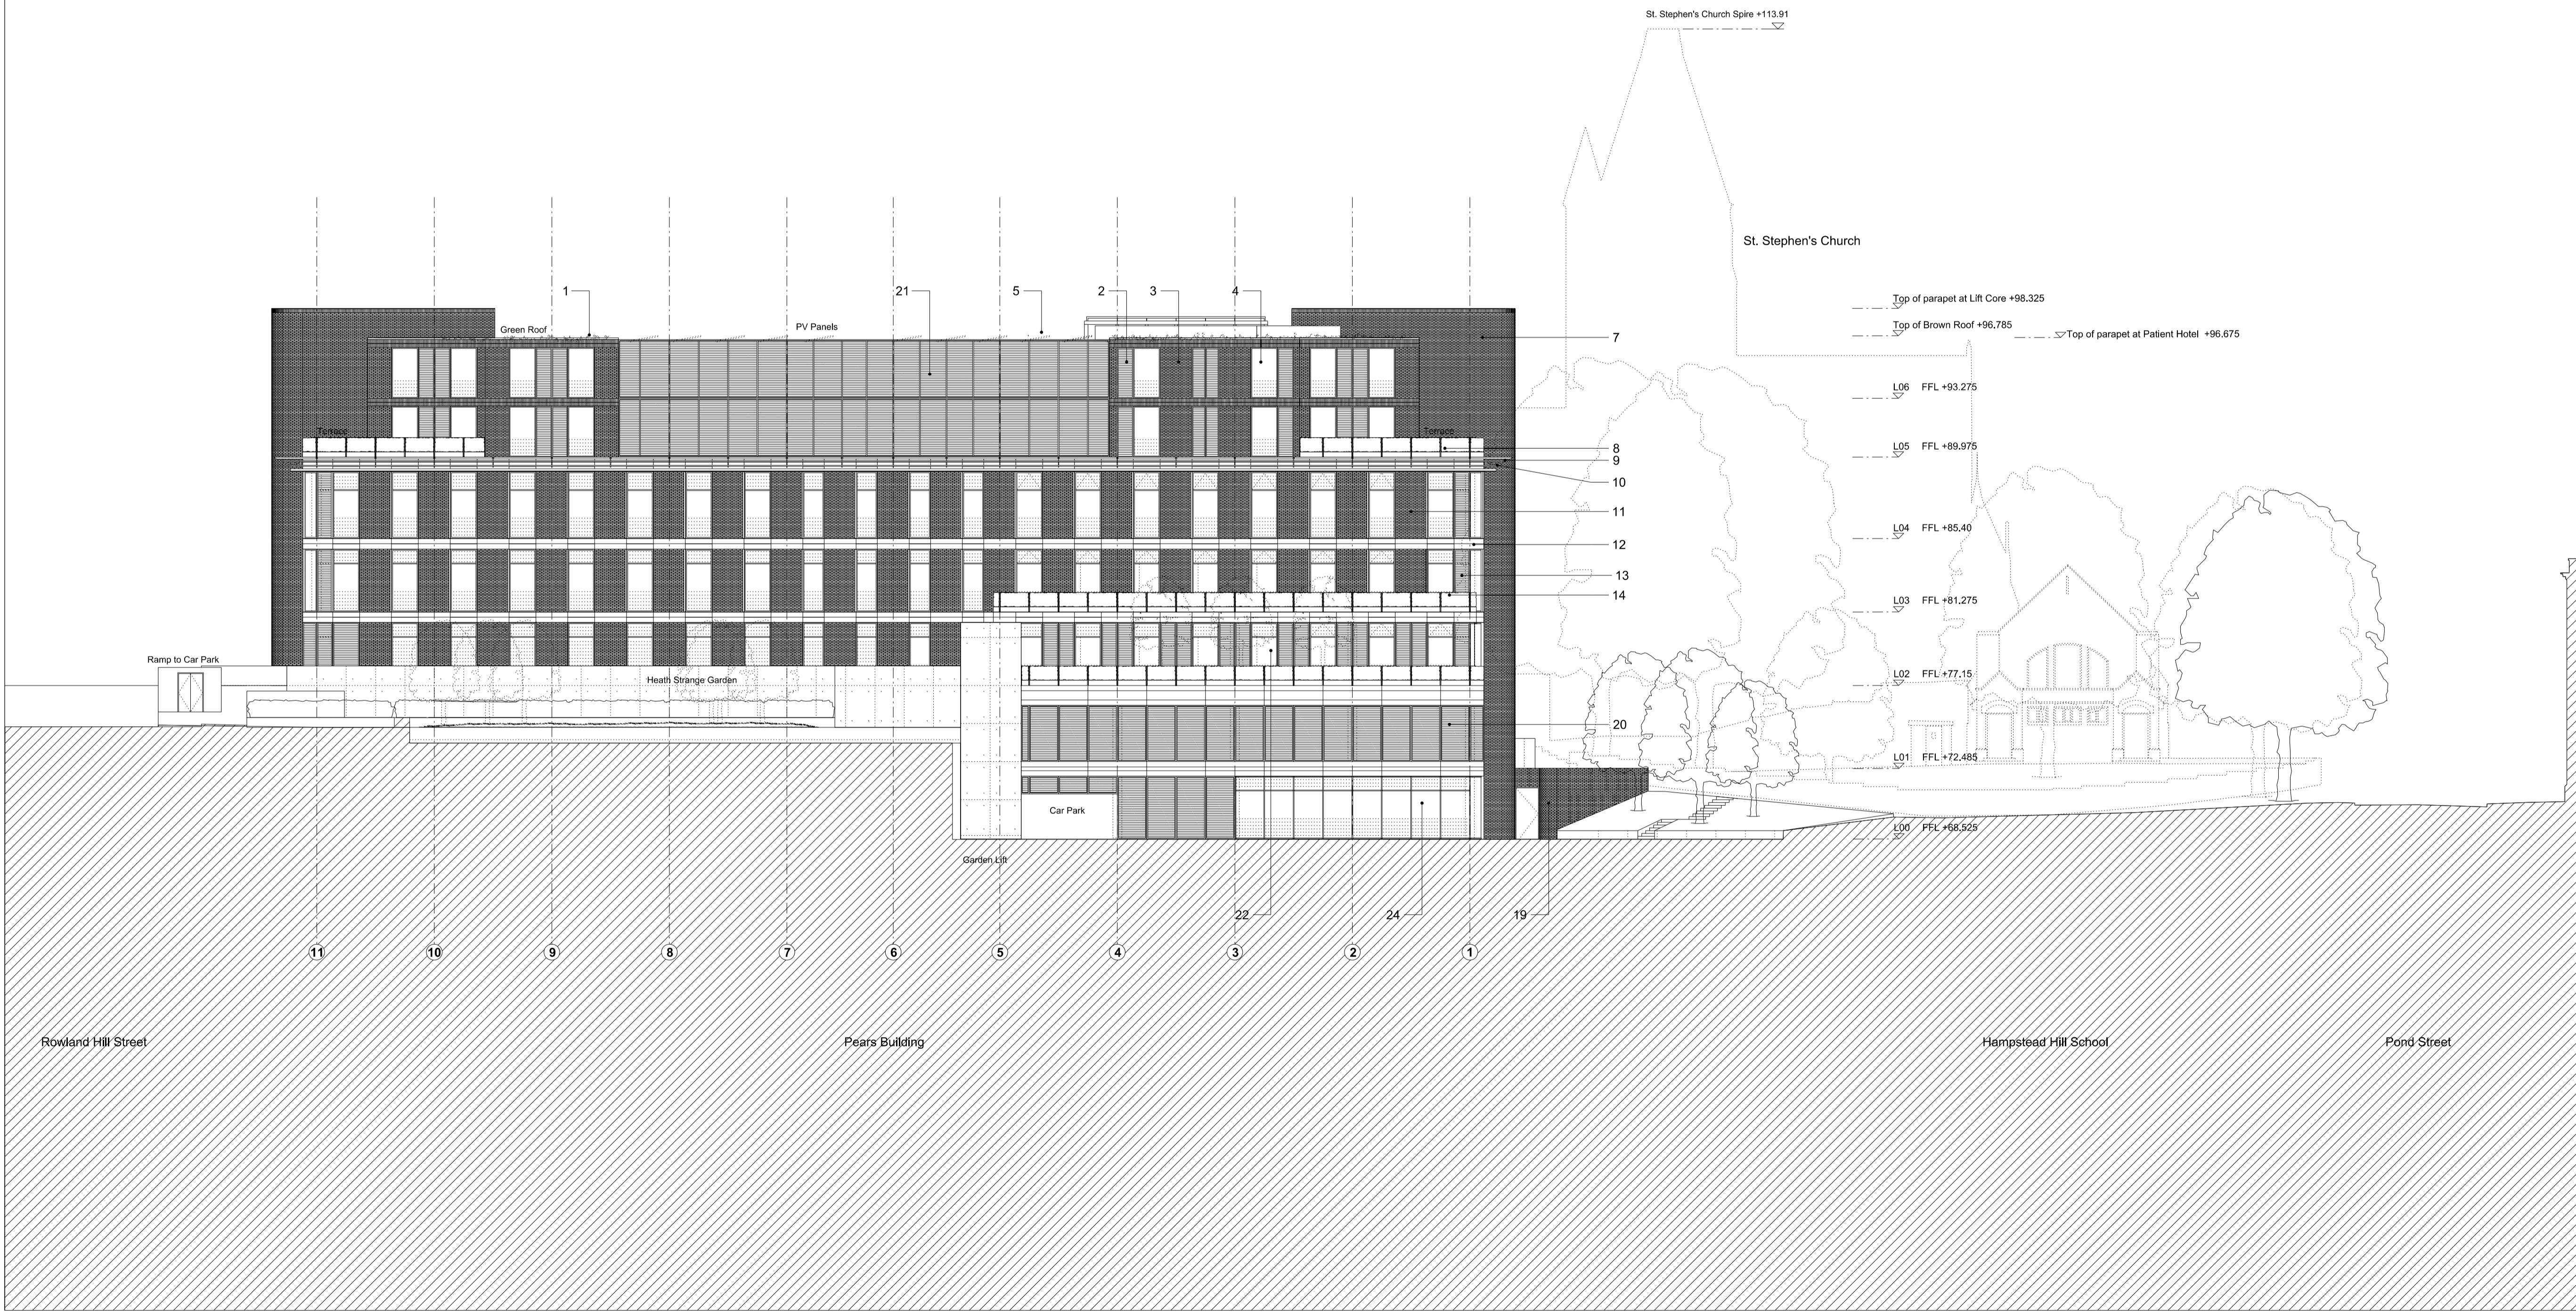 St. Stephen's Church Spire +113.91
St. Stephen's Church
1
21
5
2
3
4
Top of parapet at Lift Core +98.325
Green Roof
PV Panels
Top of Brown Roof +96.785
Top of parapet at Patient Hotel +96.675
7
L06 FFL +93.275
Terrace
Terrace
L05 FFL +89.975
8
9
10
11
L04 FFL +85.40
12
13
14
L03 FFL +81.275
Ramp to Car Park
Heath Strange Garden
L02 FFL +77.15
20
L01 FFL +72.485
Car Park
L00 FFL +68.525
Garden Lift
22
24
19
11
10
9
8
7
6
5
4
3
2
1
Rowland Hill Street
Pears Building
Hampstead Hill School
Pond Street